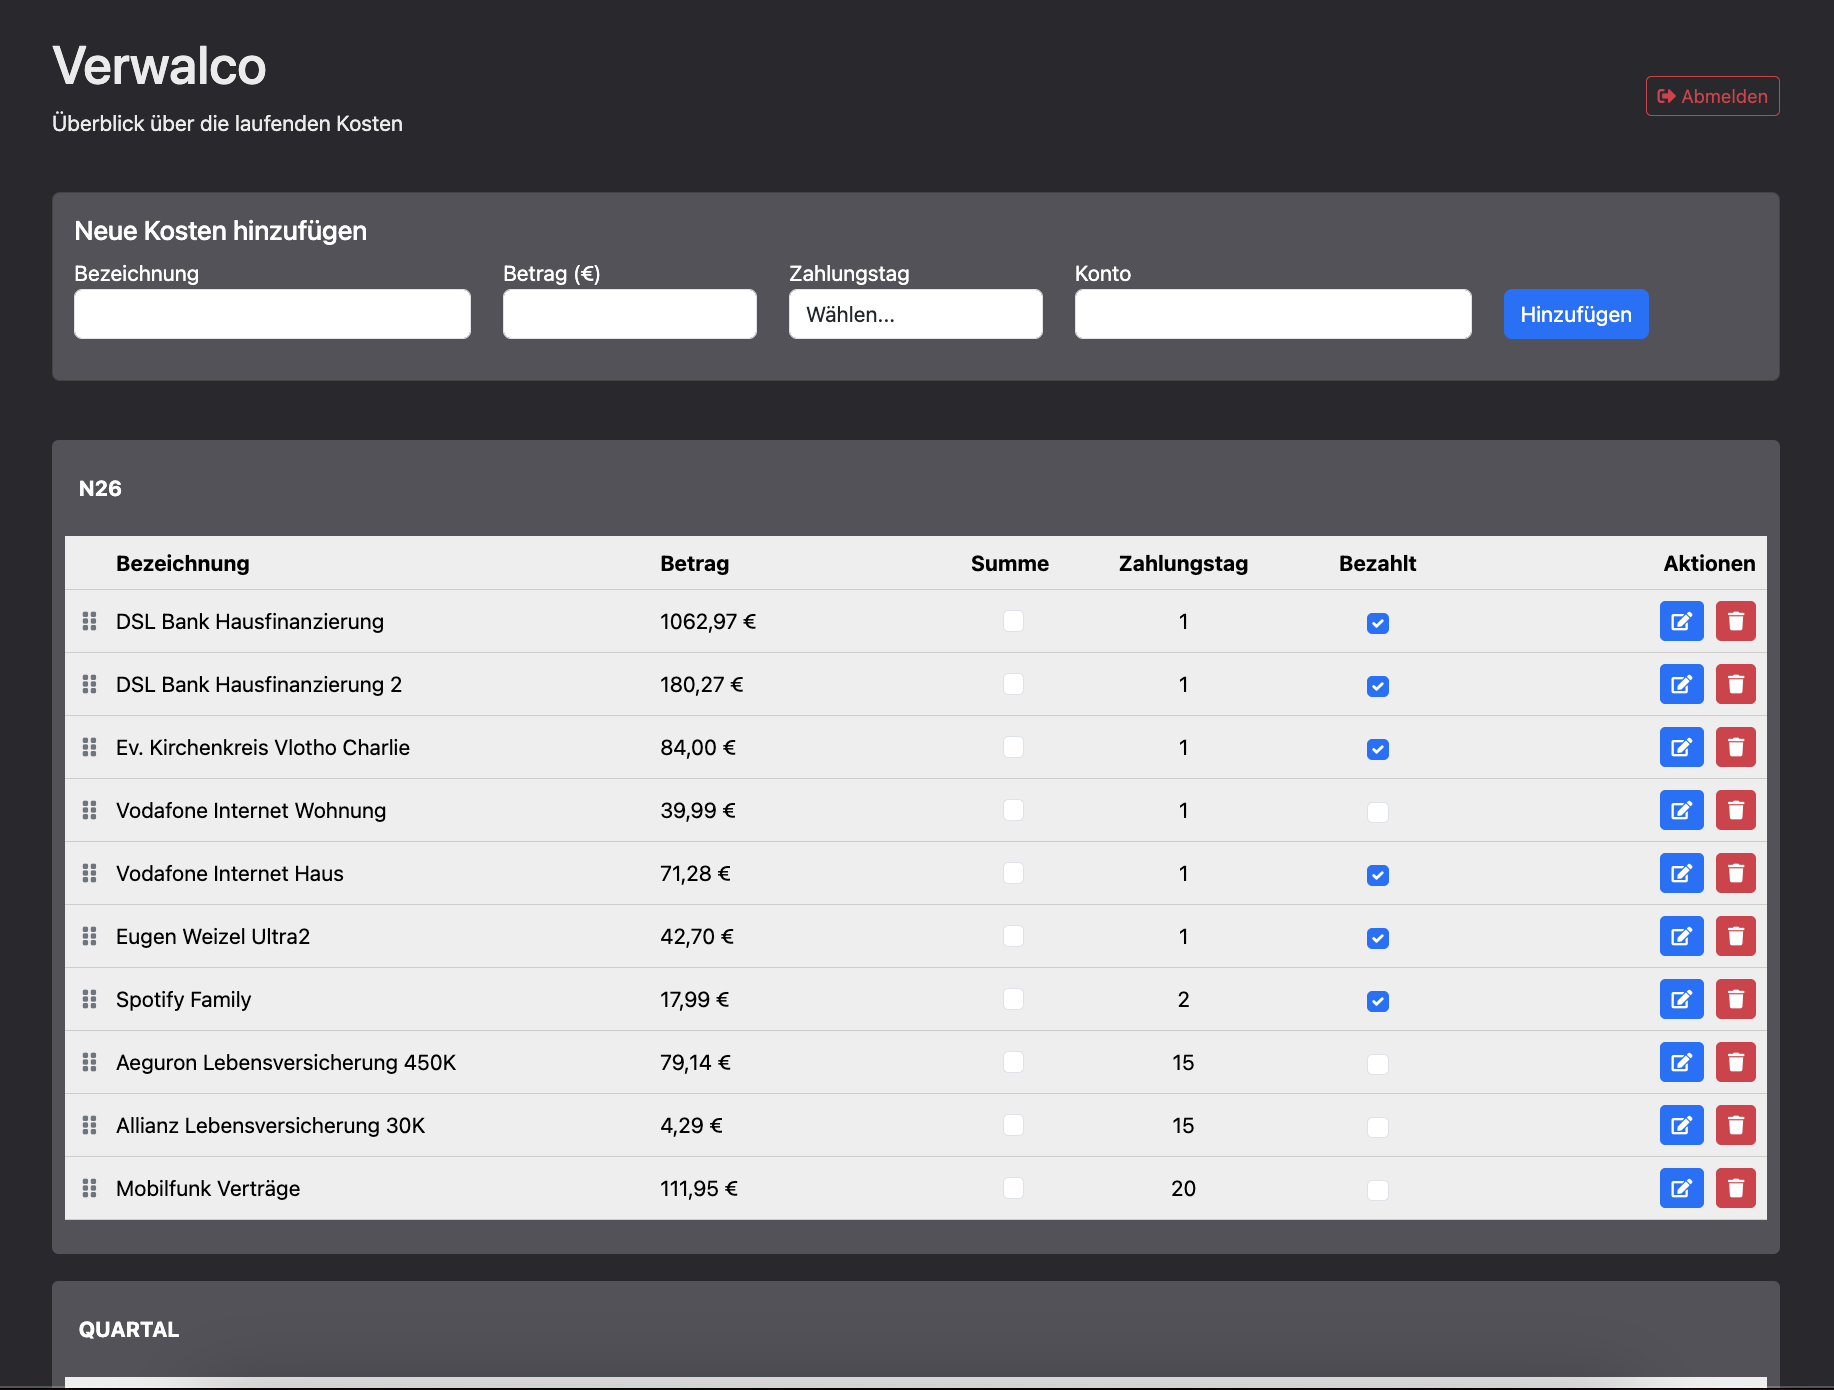 Verwalco
Überblick über die laufenden Kosten
Abmelden
Neue Kosten hinzufügen
Bezeichnung Betrag (€) Zahlungstag Konto
Wählen... Hinzufügen
N26
Bezeichnung Betrag Summe Zahlungstag Bezahlt Aktionen
DSL Bank Hausfinanzierung 1062,97 € 1
DSL Bank Hausfinanzierung 2 180,27 € 1
Ev. Kirchenkreis Vlotho Charlie 84,00 € 1
Vodafone Internet Wohnung 39,99 € 1
Vodafone Internet Haus 71,28 € 1
Eugen Weizel Ultra2 42,70 € 1
Spotify Family 17,99 € 2
Aeguron Lebensversicherung 450K 79,14 € 15
Allianz Lebensversicherung 30K 4,29 € 15
Mobilfunk Verträge 111,95 € 20
QUARTAL